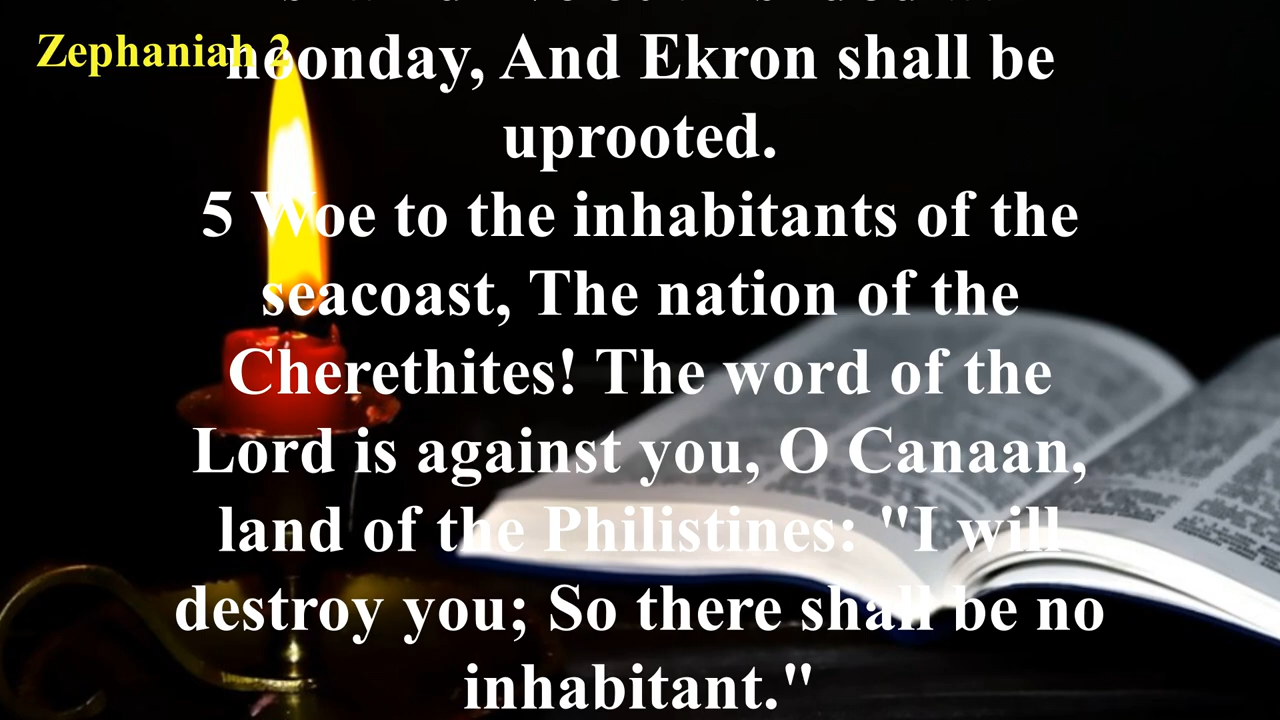 Zephaniah 2
noonday, And Ekron shall be
uprooted.
5 Woe to the inhabitants of the
seacoast, The nation of the
Cherethites! The word of the
Lord is against you, O Canaan,
land of the Philistines: "I will
destroy you; So there shall be no
inhabitant."